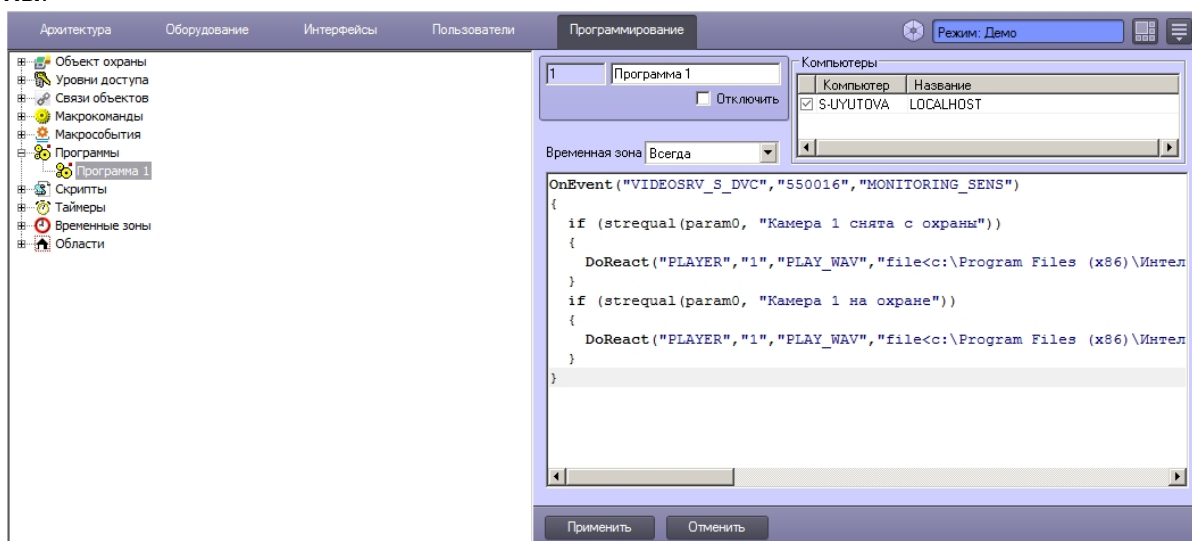 Архитектура Оборудование Интерфейсы Пользователи Программирование Режим: Демо
Объект охраны
Уровни доступа
Связи объектов
Макрокоманды
Макрособытия
Программы
Программа 1
Скрипты
Таймеры
Временные зоны
Области
1 Программа 1
Отключить
Компьютеры
Компьютер Название
S-UYUTOVA LOCALHOST
Временная зона Всегда
OnEvent("VIDEOSRV_S_DVC","550016","MONITORING_SENS")
{
if (strequal(param0, "Камера 1 снята с охраны"))
{
DoReact("PLAYER","1","PLAY_WAV","file<c:\Program Files (x86)\Интел
}
if (strequal(param0, "Камера 1 на охране"))
{
DoReact("PLAYER","1","PLAY_WAV","file<c:\Program Files (x86)\Интел
}
}
Применить Отменить